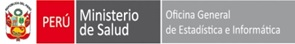 PERÚ
Ministerio
de Salud
Oficina General
de Estadística e Informática